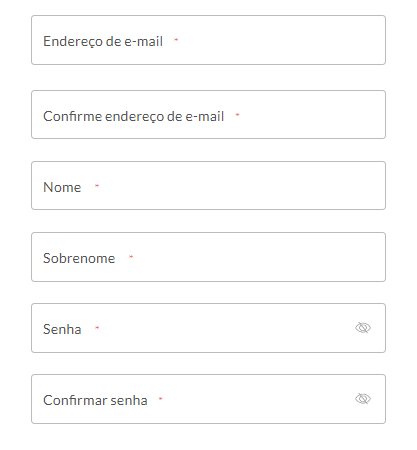 Endereço de e-mail *
Confirme endereço de e-mail *
Nome *
Sobrenome *
Senha *
Confirmar senha *